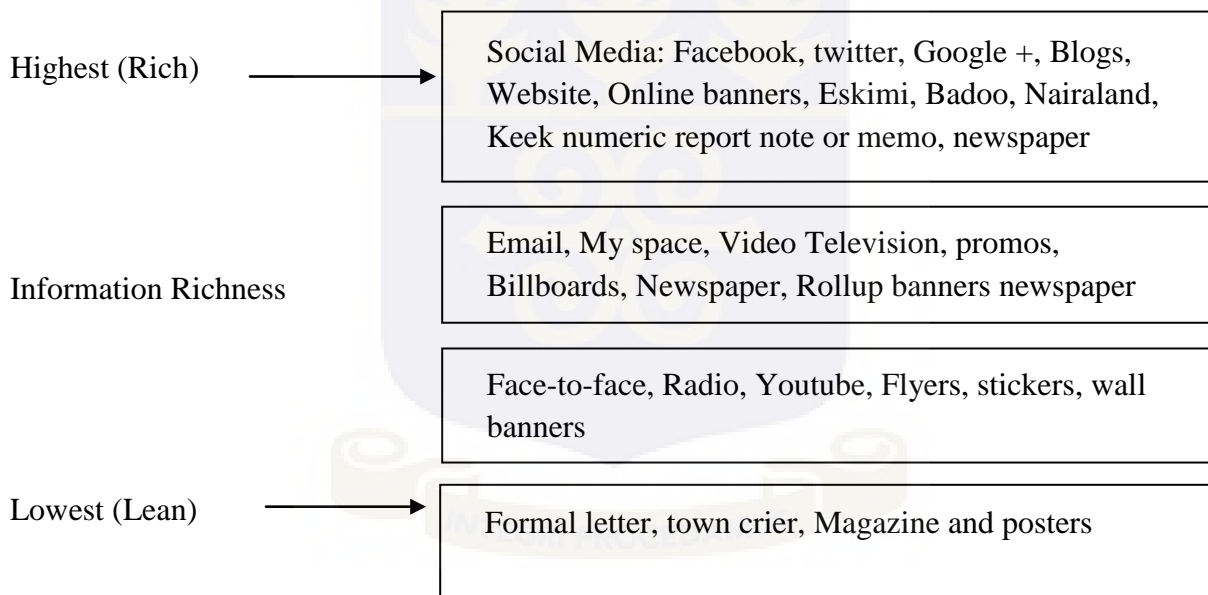 Highest (Rich)
Social Media: Facebook, twitter, Google +, Blogs,
Website, Online banners, Eskimi, Badoo, Nairaland,
Keek numeric report note or memo, newspaper
Information Richness
Email, My space, Video Television, promos,
Billboards, Newspaper, Rollup banners newspaper
Face-to-face, Radio, Youtube, Flyers, stickers, wall
banners
Lowest (Lean)
Formal letter, town crier, Magazine and posters
INTEGRI PROCEDAMUS